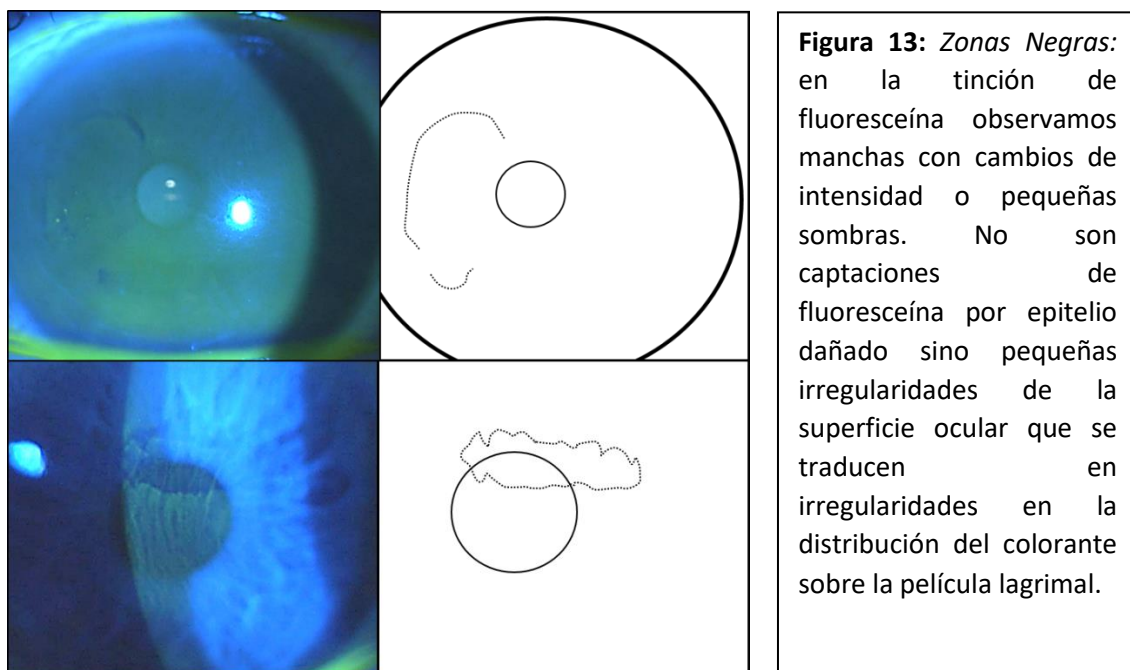 Figura 13: Zonas Negras:
en la tinción de
fluoresceína observamos
manchas con cambios de
intensidad o pequeñas
sombras. No son
captaciones de
fluoresceína por epitelio
dañado sino pequeñas
irregularidades de la
superficie ocular que se
traducen en
irregularidades en la
distribución del colorante
sobre la película lagrimal.